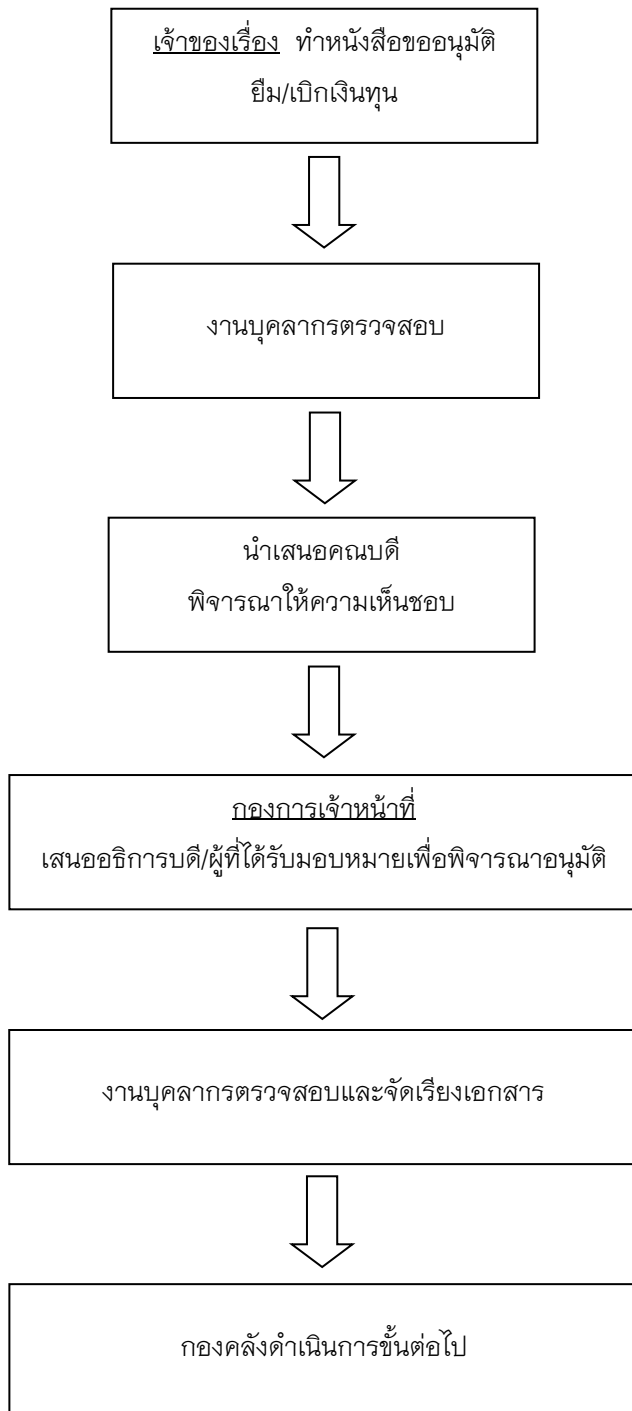 เจ้าของเรื่อง ทำหนังสือขออนุมัติ
ยืม/เบิกเงินทุน
งานบุคลากรตรวจสอบ
นำเสนอคณบดี
พิจารณาให้ความเห็นชอบ
กองการเจ้าหน้าที่
เสนออธิการบดี/ผู้ที่ได้รับมอบหมายเพื่อพิจารณาอนุมัติ
งานบุคลากรตรวจสอบและจัดเรียงเอกสาร
กองคลังดำเนินการขั้นต่อไป